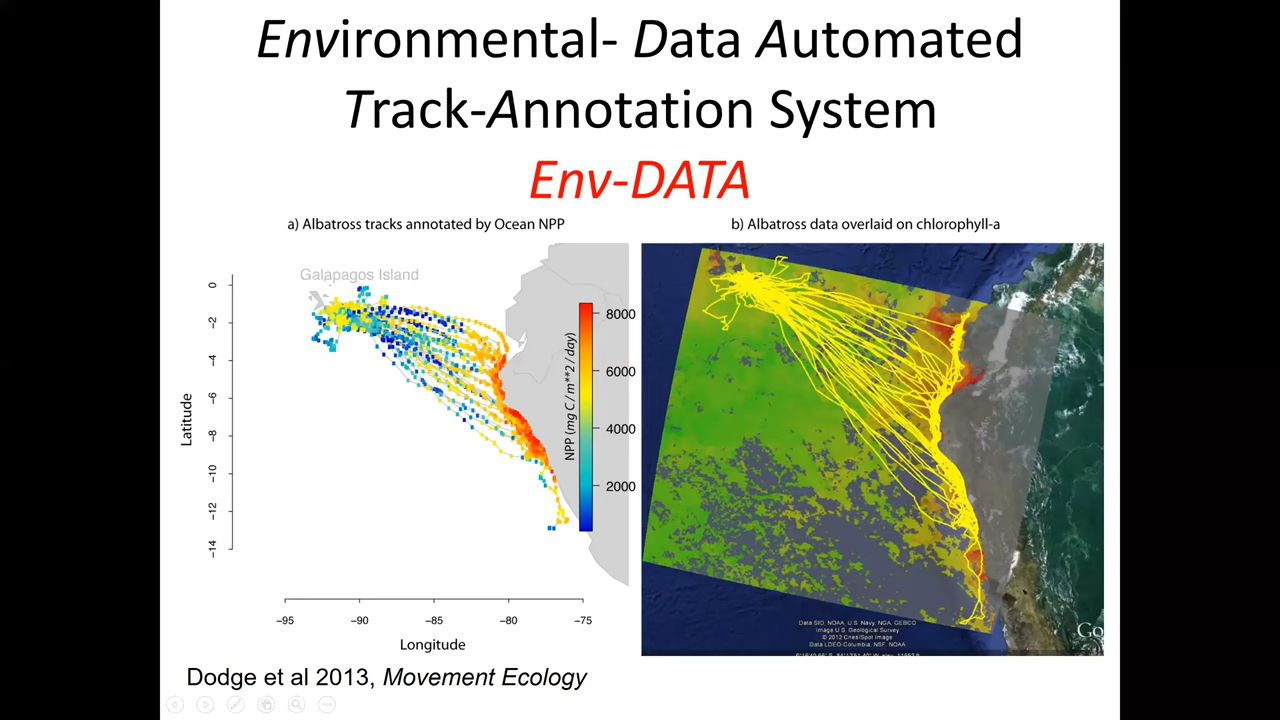 Environmental- Data Automated
Track-Annotation System
Env-DATA
a) Albatross tracks annotated by Ocean NPP
b) Albatross data overlaid on chlorophyll-a
Galapagos Island
Latitude
0
−2
−4
−6
−8
−10
−12
−14
−95
−90
−85
−80
−75
Longitude
NPP (mg C / m**2 / day)
8000
6000
4000
2000
Data SIO, NOAA, U.S. Navy, NGA, GEBCO
Image U.S. Geological Survey
© 2012 Cnes/Spot Image
Data LDEO-Columbia, NSF, NOAA
Go
Dodge et al 2013, Movement Ecology